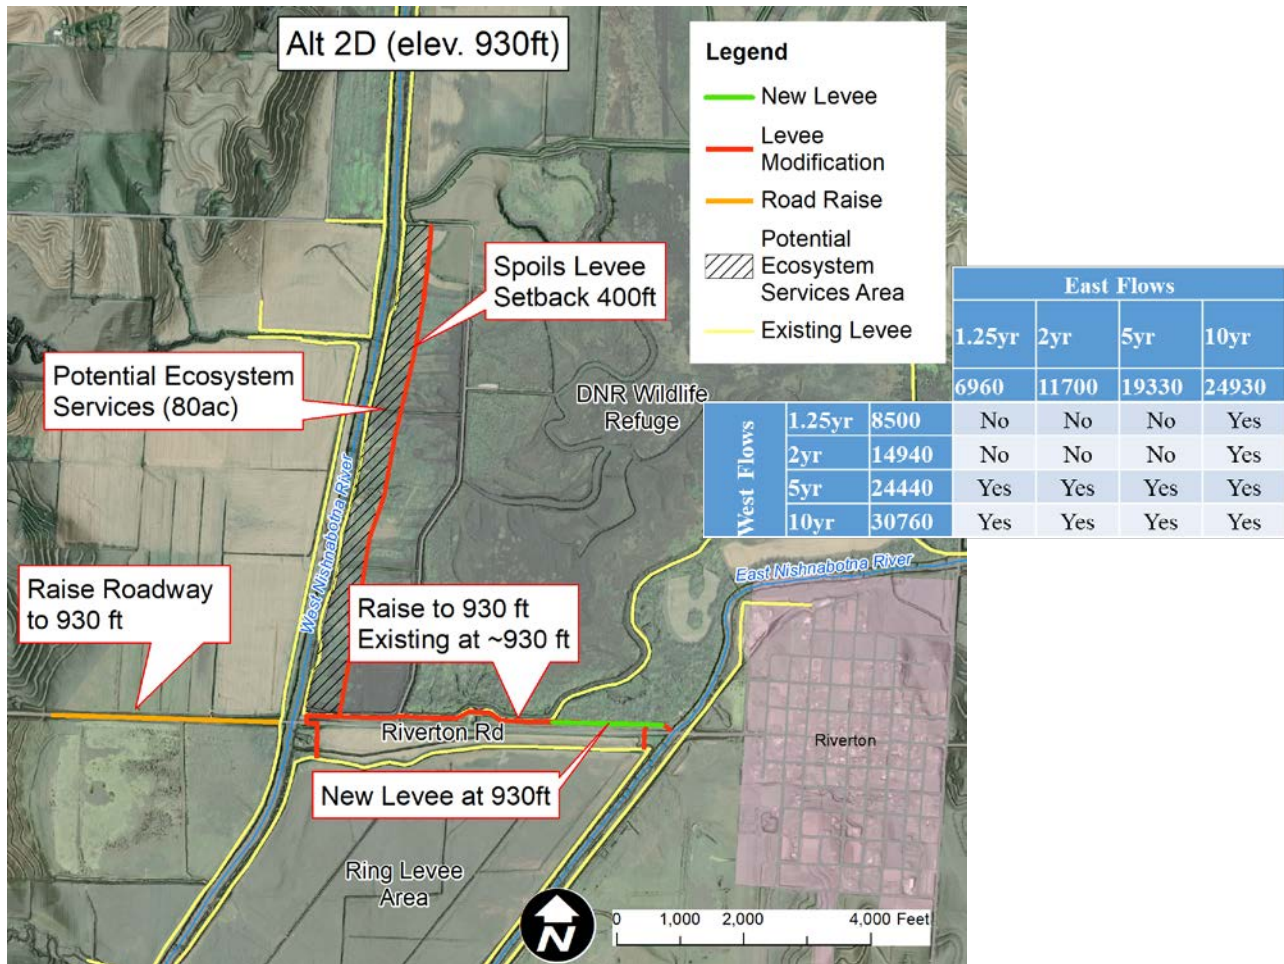 Alt 2D (elev. 930ft)
Legend
New Levee
Levee
Modification
Road Raise
Potential
Ecosystem
Services Area
Existing Levee
Spoils Levee
Setback 400ft
Potential Ecosystem
Services (80ac)
DNR Wildlife
Refuge
West Nishnabotna River
East Nishnabotna River
Raise Roadway
to 930 ft
Raise to 930 ft
Existing at ~930 ft
Riverton Rd
Riverton
New Levee at 930ft
Ring Levee
Area
N
0 1,000 2,000 4,000 Feet
East Flows
1.25yr 2yr 5yr 10yr
6960 11700 19330 24930
West Flows
1.25yr 8500 No No No Yes
2yr 14940 No No No Yes
5yr 24440 Yes Yes Yes Yes
10yr 30760 Yes Yes Yes Yes